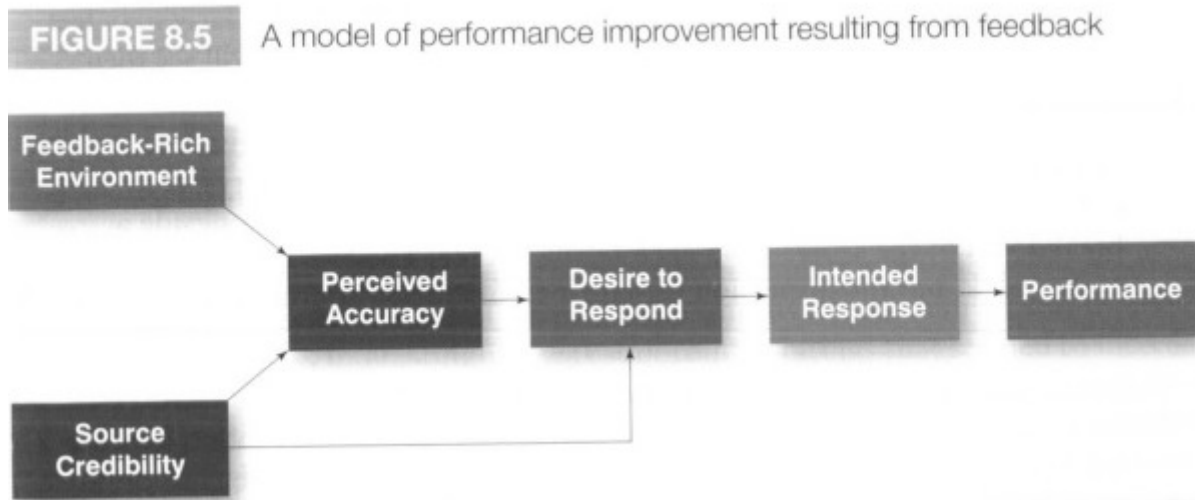 FIGURE 8.5 A model of performance improvement resulting from feedback
Feedback-Rich
Environment
Perceived
Accuracy
Desire to
Respond
Intended
Response
Performance
Source
Credibility